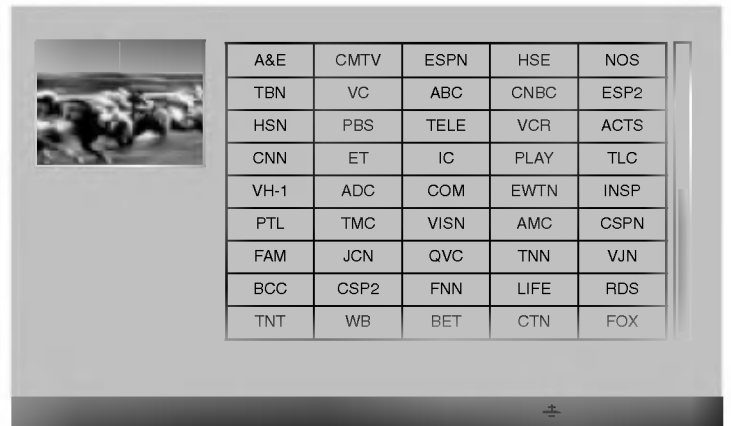 A&E CMTV ESPN HSE NOS
TBN VC ABC CNBC ESP2
HSN PBS TELE VCR ACTS
CNN ET IC PLAY TLC
VH-1 ADC COM EWTN INSP
PTL TMC VISN AMC CSPN
FAM JCN QVC TNN VJN
BCC CSP2 FNN LIFE RDS
TNT WB BET CTN FOX